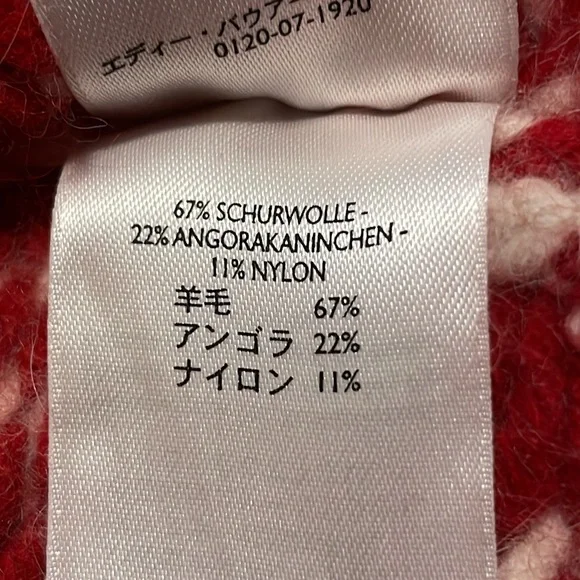 エディー・バウアー
0120-07-1920
67% SCHURWOLLE -
22% ANGORAKANINCHEN -
11% NYLON
羊毛 67%
アンゴラ 22%
ナイロン 11%